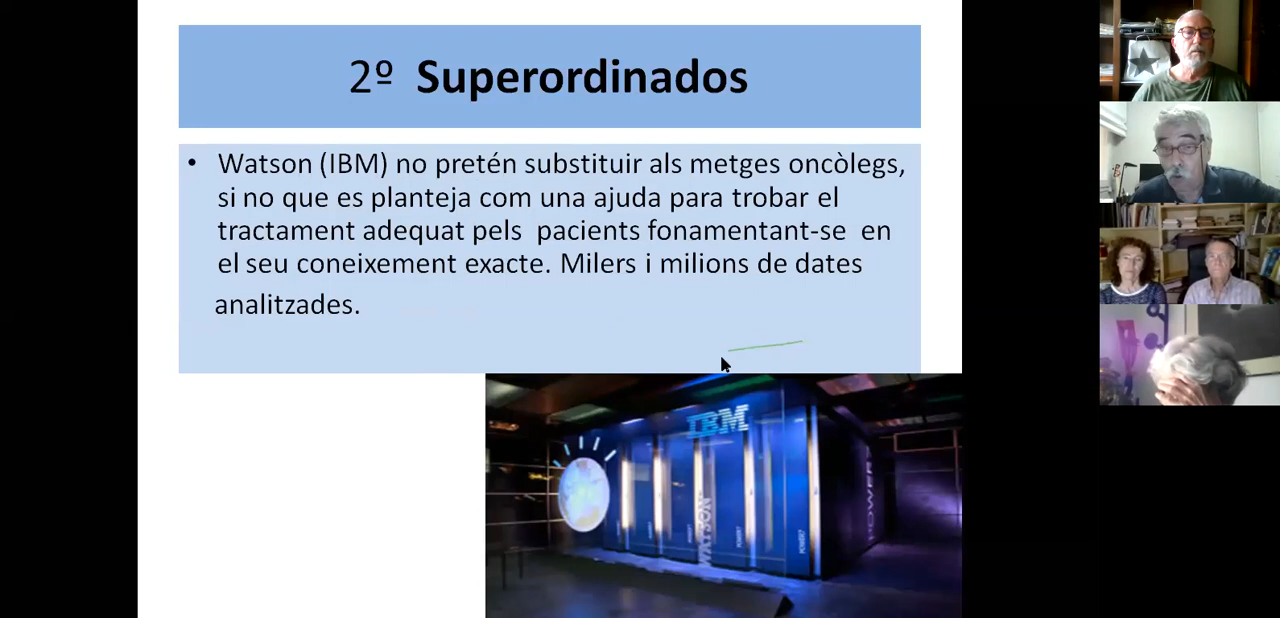 2º Superordinados
• Watson (IBM) no pretén substituir als metges oncòlegs,
si no que es planteja com una ajuda para trobar el
tractament adequat pels pacients fonamentant-se en
el seu coneixement exacte. Milers i milions de dates
analitzades.
IBM
WATSON
POWER7